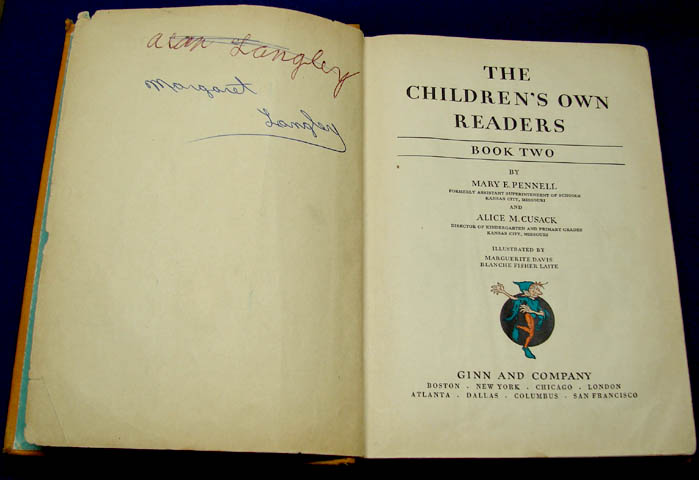 alan Langley
Margaret
Langley
THE
CHILDREN'S OWN
READERS
BOOK TWO
BY
MARY E. PENNELL
FORMERLY ASSISTANT SUPERINTENDENT OF SCHOOLS
KANSAS CITY, MISSOURI
AND
ALICE M. CUSACK
DIRECTOR OF KINDERGARTEN AND PRIMARY GRADES
KANSAS CITY, MISSOURI
ILLUSTRATED BY
MARGUERITE DAVIS
BLANCHE FISHER LAITE
GINN AND COMPANY
BOSTON · NEW YORK · CHICAGO · LONDON
ATLANTA · DALLAS · COLUMBUS · SAN FRANCISCO